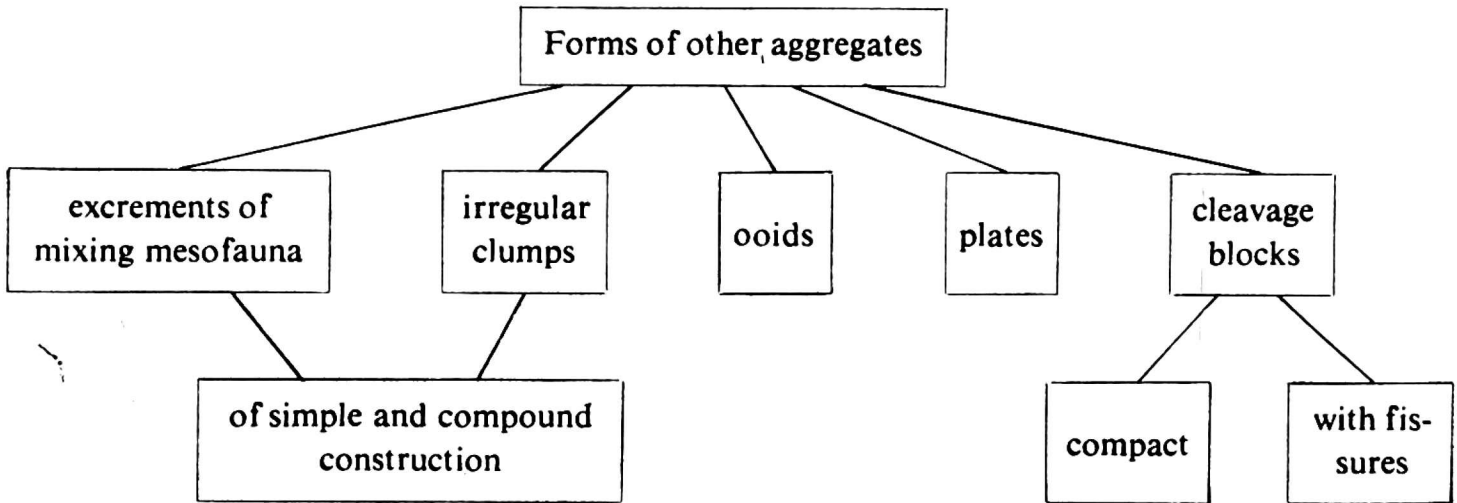 Forms of other aggregates
excrements of
mixing mesofauna
irregular
clumps
ooids
plates
cleavage
blocks
of simple and compound
construction
compact
with fis-
sures